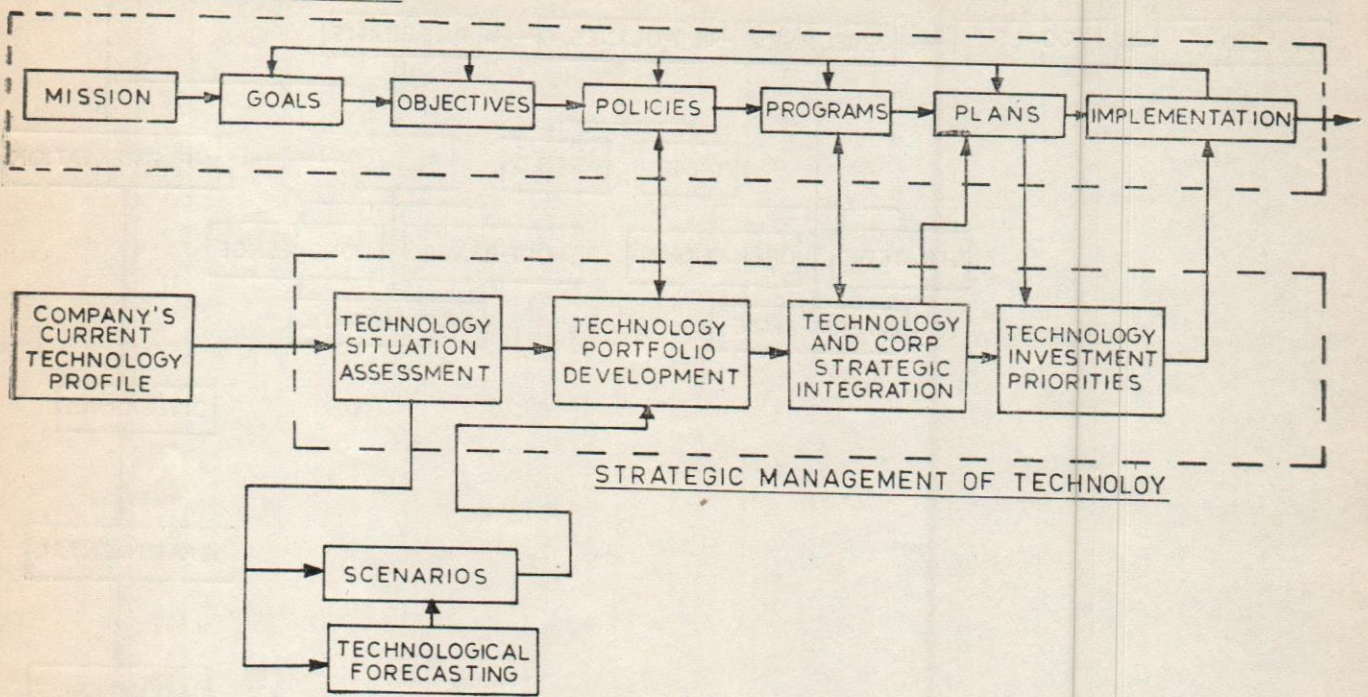 MISSION
GOALS
OBJECTIVES
POLICIES
PROGRAMS
PLANS
IMPLEMENTATION
COMPANY'S
CURRENT
TECHNOLOGY
PROFILE
TECHNOLOGY
SITUATION
ASSESSMENT
TECHNOLOGY
PORTFOLIO
DEVELOPMENT
TECHNOLOGY
AND CORP
STRATEGIC
INTEGRATION
TECHNOLOGY
INVESTMENT
PRIORITIES
STRATEGIC MANAGEMENT OF TECHNOLOY
SCENARIOS
TECHNOLOGICAL
FORECASTING